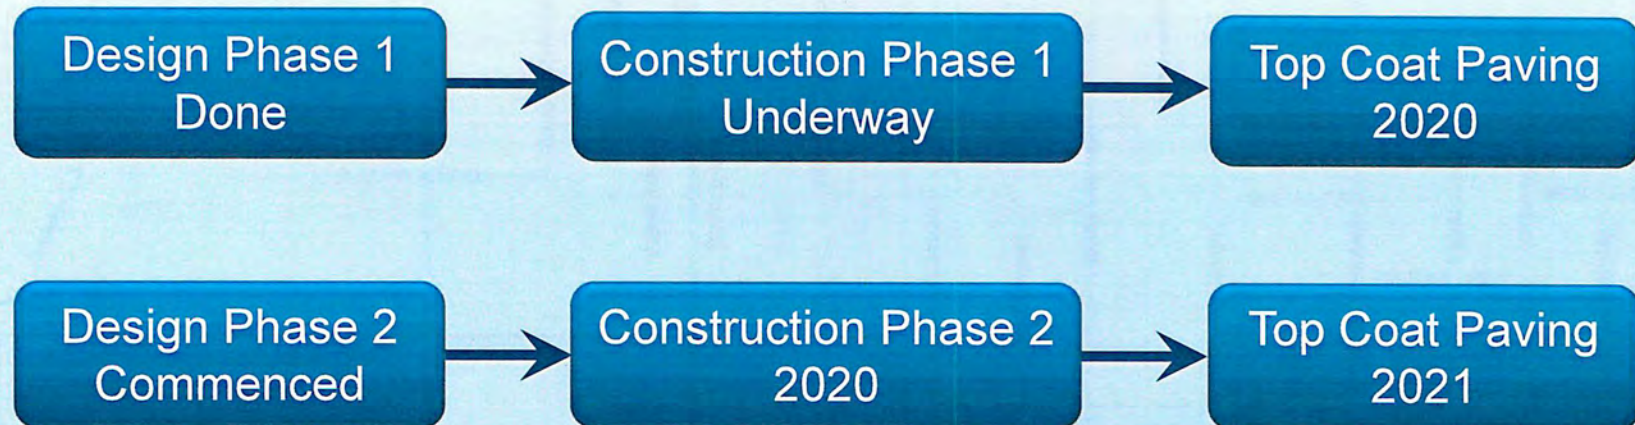 Design Phase 1
Done
Construction Phase 1
Underway
Top Coat Paving
2020
Design Phase 2
Commenced
Construction Phase 2
2020
Top Coat Paving
2021